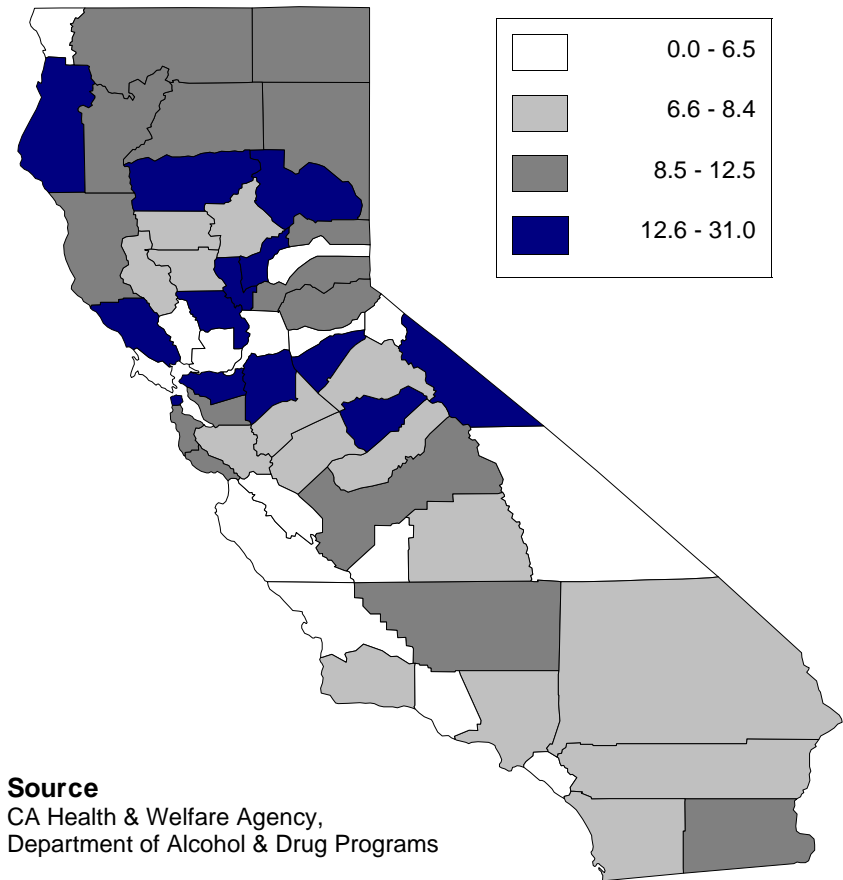 0.0 - 6.5
6.6 - 8.4
8.5 - 12.5
12.6 - 31.0
Source
CA Health & Welfare Agency,
Department of Alcohol & Drug Programs